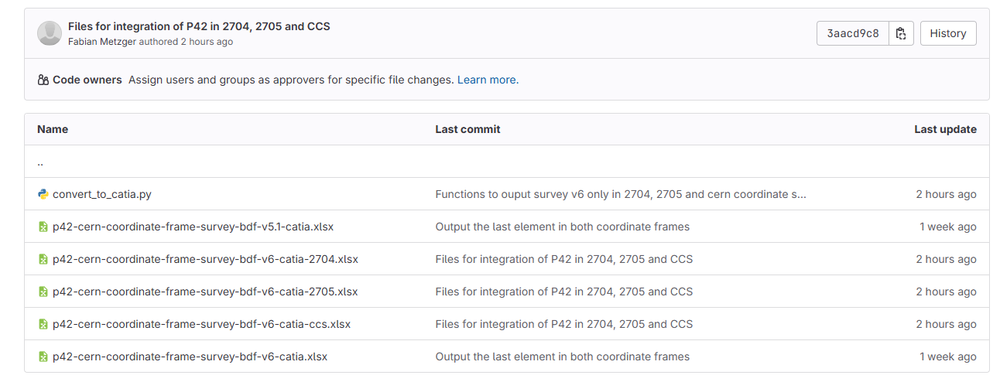 Files for integration of P42 in 2704, 2705 and CCS
Fabian Metzger authored 2 hours ago
3aacd9c8
History
Code owners Assign users and groups as approvers for specific file changes. Learn more.
Name Last commit Last update
..
convert_to_catia.py Functions to ouput survey v6 only in 2704, 2705 and cern coordinate s... 2 hours ago
p42-cern-coordinate-frame-survey-bdf-v5.1-catia.xlsx Output the last element in both coordinate frames 1 week ago
p42-cern-coordinate-frame-survey-bdf-v6-catia-2704.xlsx Files for integration of P42 in 2704, 2705 and CCS 2 hours ago
p42-cern-coordinate-frame-survey-bdf-v6-catia-2705.xlsx Files for integration of P42 in 2704, 2705 and CCS 2 hours ago
p42-cern-coordinate-frame-survey-bdf-v6-catia-ccs.xlsx Files for integration of P42 in 2704, 2705 and CCS 2 hours ago
p42-cern-coordinate-frame-survey-bdf-v6-catia.xlsx Output the last element in both coordinate frames 1 week ago